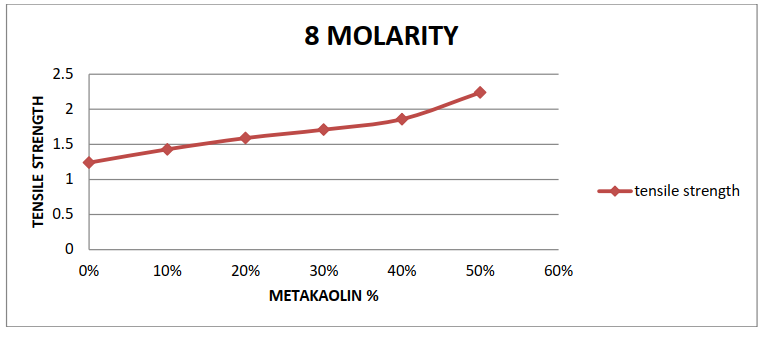 8 MOLARITY
TENSILE STRENGTH
2.5
2
1.5
1
0.5
0
0% 10% 20% 30% 40% 50% 60%
METAKAOLIN %
tensile strength